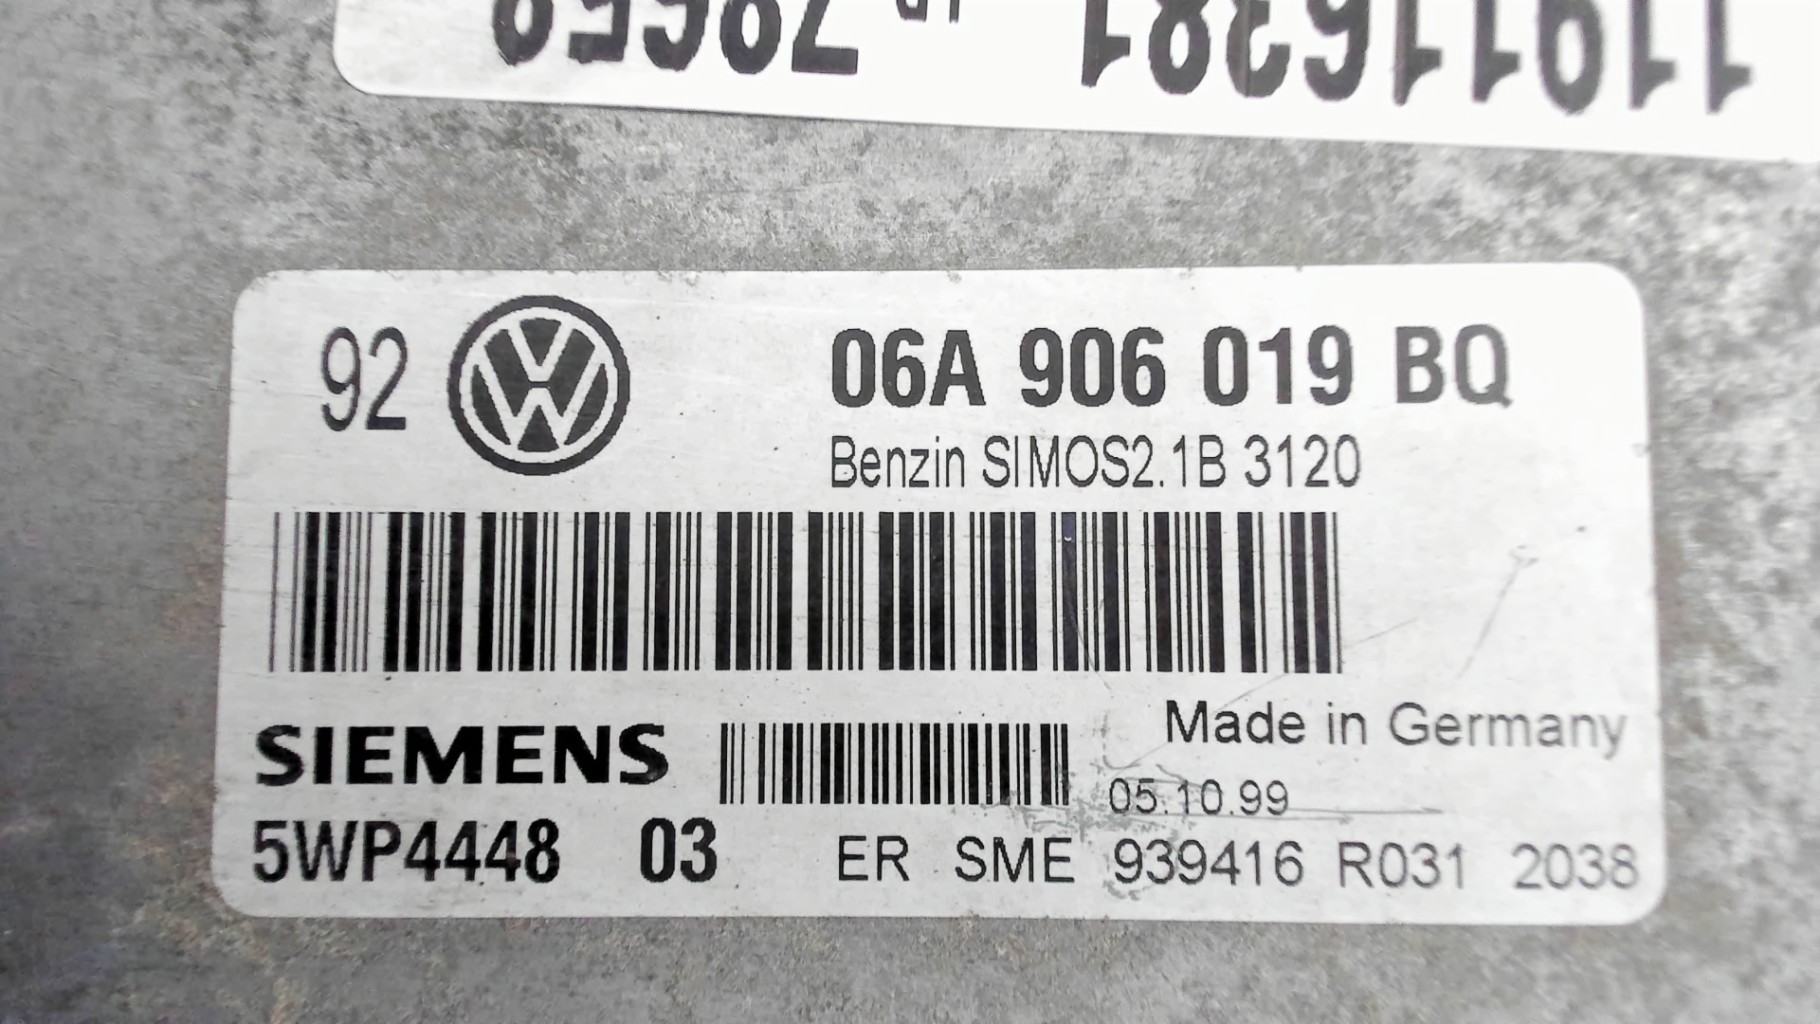 92 VW 06A 906 019 BQ
Benzin SIMOS2.1B 3120
SIEMENS
Made in Germany
05.10.99
5WP4448 03 ER SME 939416 R031 2038